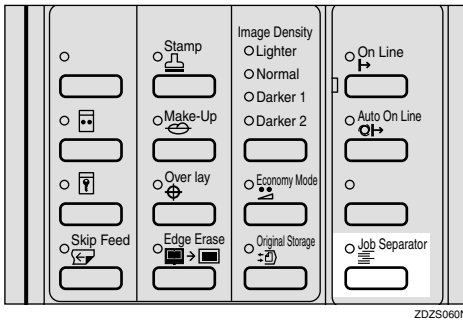 Stamp
Make-Up
Over lay
Skip Feed
Edge Erase
Image Density
Lighter
Normal
Darker 1
Darker 2
Economy Mode
Original Storage
On Line
Auto On Line
Job Separator